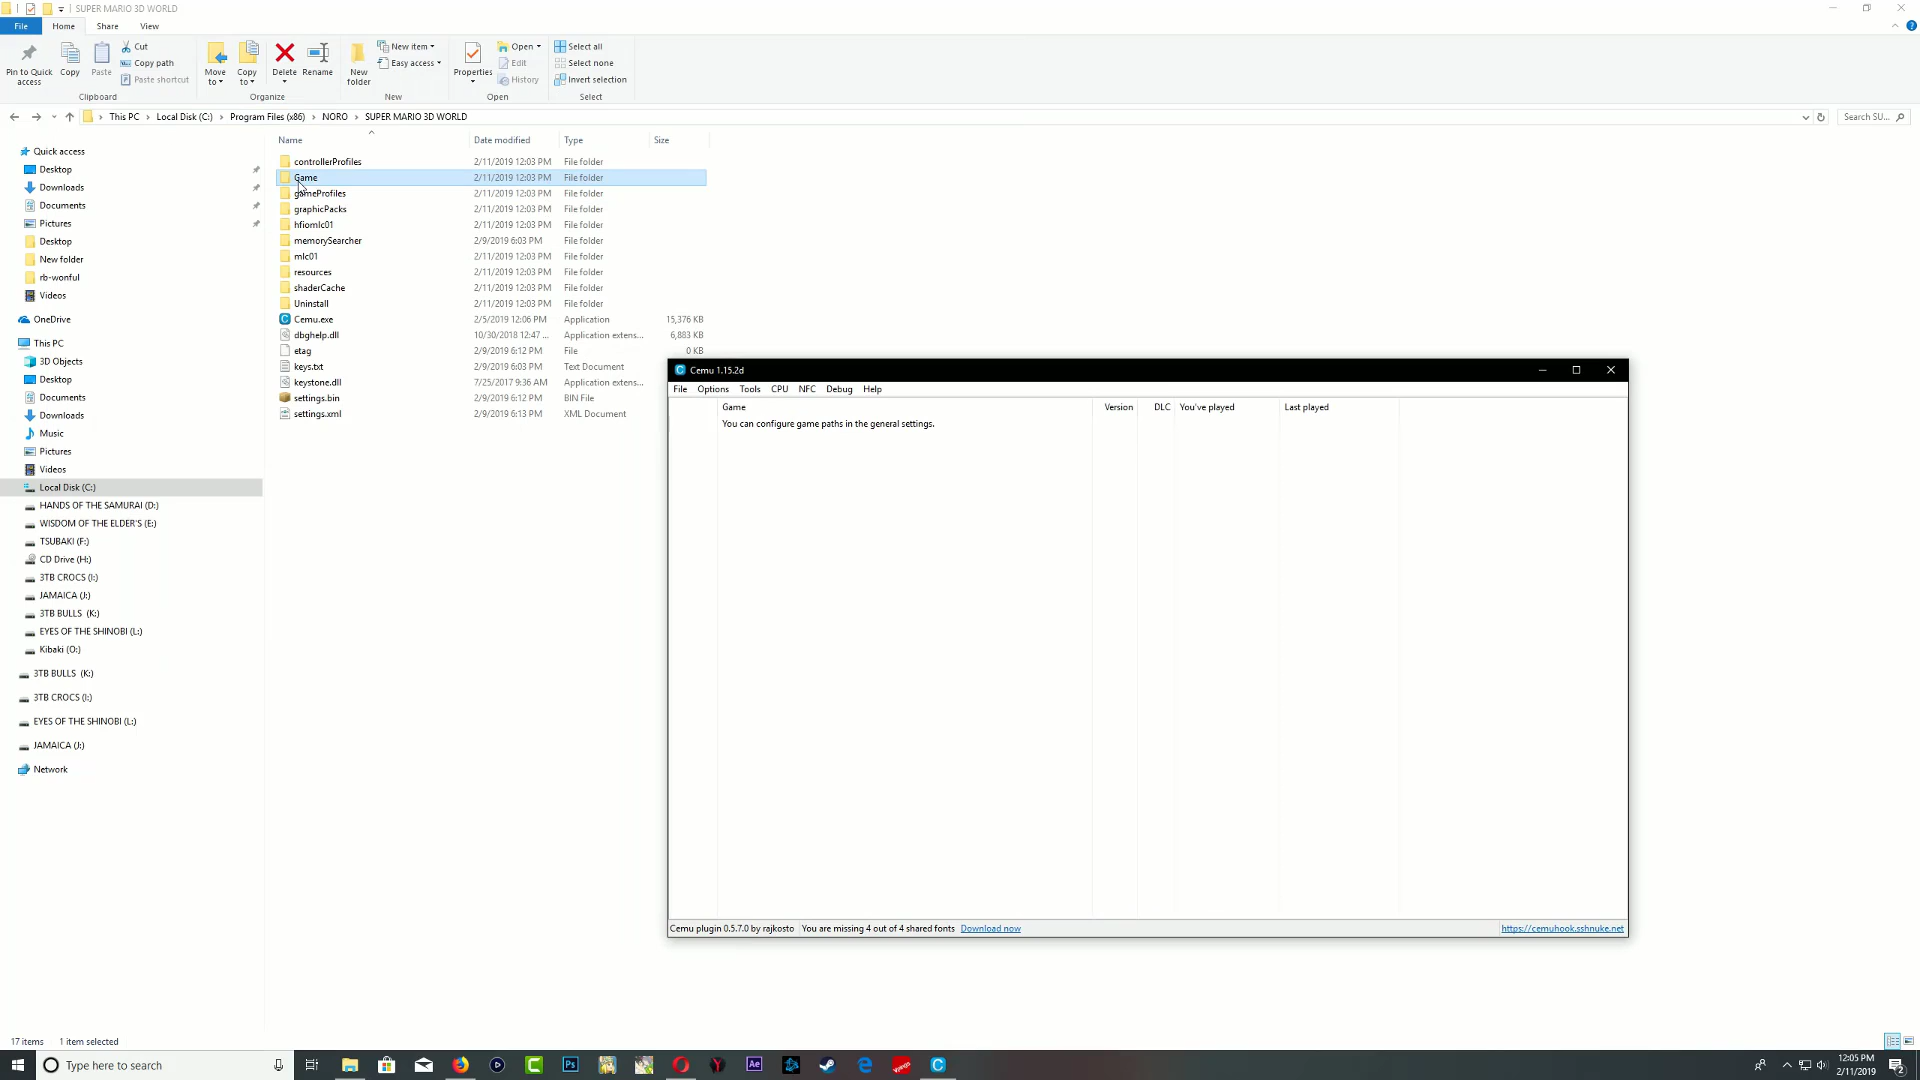 SUPER MARIO 3D WORLD
File Home Share View
Pin to Quick access
Copy
Paste
Cut
Copy path
Paste shortcut
Move to
Copy to
Delete
Rename
New folder
New item
Easy access
Properties
Open
Edit
History
Select all
Select none
Invert selection
Clipboard Organize New Open Select
This PC Local Disk (C:) Program Files (x86) NORO SUPER MARIO 3D WORLD Search SU...
Name Date modified Type Size
controllerProfiles 2/11/2019 12:03 PM File folder
Game 2/11/2019 12:03 PM File folder
gameProfiles 2/11/2019 12:03 PM File folder
graphicPacks 2/11/2019 12:03 PM File folder
hfiomlc01 2/11/2019 12:03 PM File folder
memorySearcher 2/9/2019 6:03 PM File folder
mlc01 2/11/2019 12:03 PM File folder
resources 2/11/2019 12:03 PM File folder
shaderCache 2/11/2019 12:03 PM File folder
Uninstall 2/11/2019 12:03 PM File folder
Cemu.exe 2/5/2019 12:06 PM Application 15,376 KB
dbghelp.dll 10/30/2018 12:47 ... Application extens... 6,883 KB
etag 2/9/2019 6:12 PM File 0 KB
keys.txt 2/9/2019 6:03 PM Text Document
keystone.dll 7/25/2017 9:36 AM Application extens...
settings.bin 2/9/2019 6:12 PM BIN File
settings.xml 2/9/2019 6:13 PM XML Document
Quick access
Desktop
Downloads
Documents
Pictures
Desktop
New folder
rb-wonful
Videos
OneDrive
This PC
3D Objects
Desktop
Documents
Downloads
Music
Pictures
Videos
Local Disk (C:)
HANDS OF THE SAMURAI (D:)
WISDOM OF THE ELDER'S (E:)
TSUBAKI (F:)
CD Drive (H:)
3TB CROCS (I:)
JAMAICA (J:)
3TB BULLS (K:)
EYES OF THE SHINOBI (L:)
Kibaki (O:)
3TB BULLS (K:)
3TB CROCS (I:)
EYES OF THE SHINOBI (L:)
JAMAICA (J:)
Network
Cemu 1.15.2d
File Options Tools CPU NFC Debug Help
Game Version DLC You've played Last played
You can configure game paths in the general settings.
Cemu plugin 0.5.7.0 by rajkosto You are missing 4 out of 4 shared fonts Download now https://cemuhook.sshnuke.net
17 items 1 item selected
Type here to search
Ps
Ae
12:05 PM
2/11/2019
2